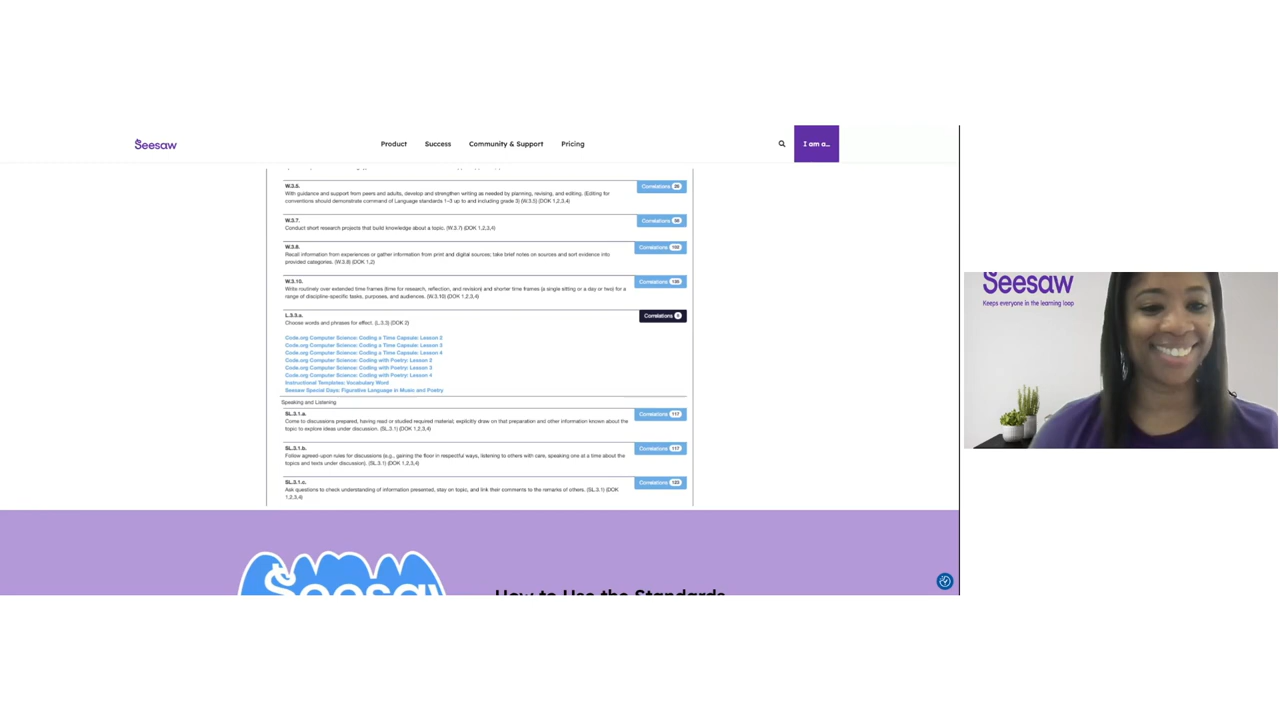 Seesaw
Product
Success
Community & Support
Pricing
I am a...
W.3.5.
Correlations
With guidance and support from peers and adults, develop and strengthen writing as needed by planning, revising, and editing. (Editing for
conventions should demonstrate command of Language standards 1–3 up to and including grade 3) (W.3.5) (DOK 1,2,3,4)
W.3.7.
Correlations
Conduct short research projects that build knowledge about a topic. (W.3.7) (DOK 1,2,3,4)
W.3.8.
Correlations
Recall information from experiences or gather information from print and digital sources; take brief notes on sources and sort evidence into
provided categories. (W.3.8) (DOK 1,2)
W.3.10.
Correlations
Write routinely over extended time frames (time for research, reflection, and revision) and shorter time frames (a single sitting or a day or two) for a
range of discipline-specific tasks, purposes, and audiences. (W.3.10) (DOK 1,2,3,4)
L.3.3.a.
Correlations
Choose words and phrases for effect. (L.3.3) (DOK 2)
Code.org Computer Science: Coding a Time Capsule: Lesson 2
Code.org Computer Science: Coding a Time Capsule: Lesson 3
Code.org Computer Science: Coding a Time Capsule: Lesson 4
Code.org Computer Science: Coding with Poetry: Lesson 2
Code.org Computer Science: Coding with Poetry: Lesson 3
Code.org Computer Science: Coding with Poetry: Lesson 4
Instructional Templates: Vocabulary Word
Seesaw Special Days: Figurative Language in Music and Poetry
Speaking and Listening
SL.3.1.a.
Correlations 117
Come to discussions prepared, having read or studied required material; explicitly draw on that preparation and other information known about the
topic to explore ideas under discussion. (SL.3.1) (DOK 1,2,3,4)
SL.3.1.b.
Correlations
Follow agreed-upon rules for discussions (e.g., gaining the floor in respectful ways, listening to others with care, speaking one at a time about the
topics and texts under discussion). (SL.3.1) (DOK 1,2,3,4)
SL.3.1.c.
Correlations
Ask questions to check understanding of information presented, stay on topic, and link their comments to the remarks of others. (SL.3.1) (DOK
1,2,3,4)
Seesaw
How to Use the Standards
Seesaw
Keeps everyone in the learning loop